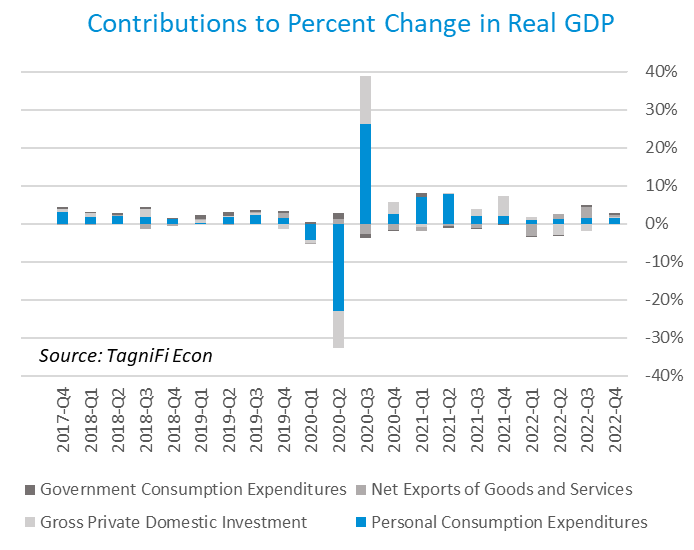 Contributions to Percent Change in Real GDP
40%
30%
20%
10%
0%
-10%
-20%
-30%
-40%
Source: TagniFi Econ
2017-Q4
2018-Q1
2018-Q2
2018-Q3
2018-Q4
2019-Q1
2019-Q2
2019-Q3
2019-Q4
2020-Q1
2020-Q2
2020-Q3
2020-Q4
2021-Q1
2021-Q2
2021-Q3
2021-Q4
2022-Q1
2022-Q2
2022-Q3
2022-Q4
Government Consumption Expenditures
Net Exports of Goods and Services
Gross Private Domestic Investment
Personal Consumption Expenditures